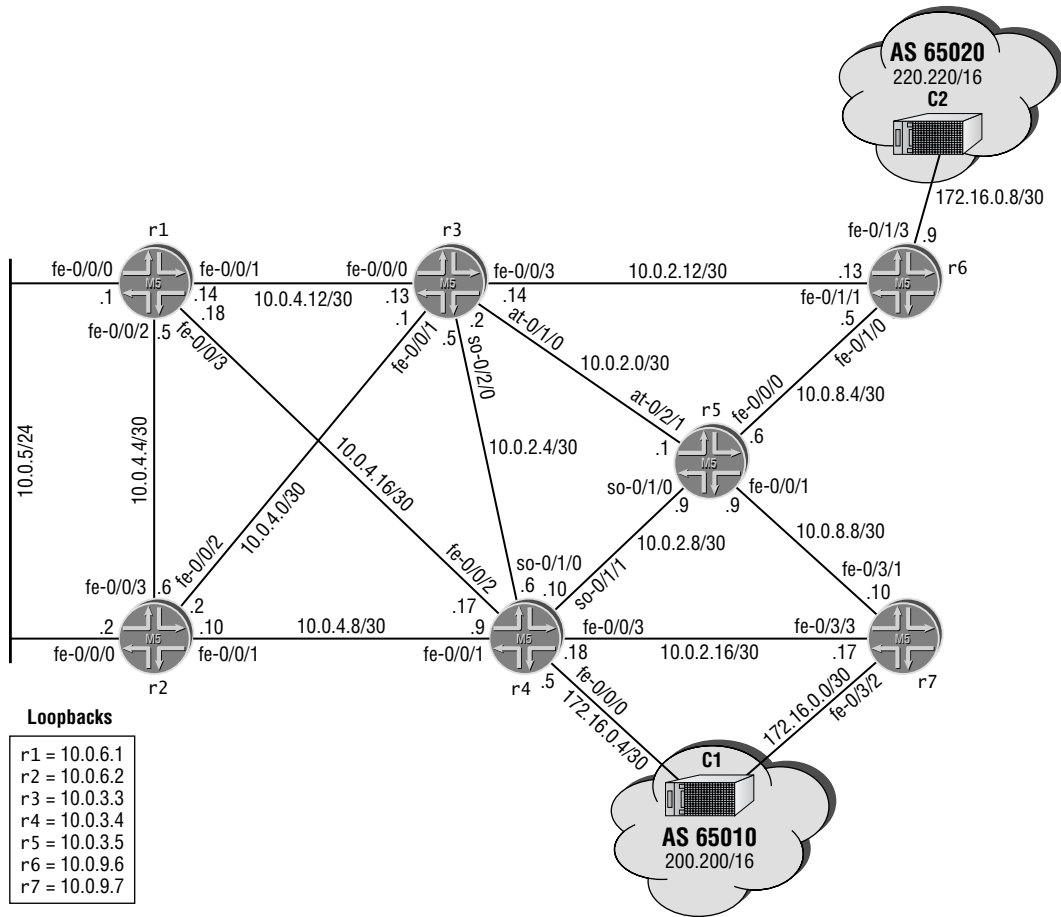 AS 65020
220.220/16
C2
172.16.0.8/30
fe-0/1/3
.9
r1
r3
r6
fe-0/0/0
fe-0/0/1
fe-0/0/0
fe-0/0/3
10.0.2.12/30
.13
M5
M5
M5
.1
.14
10.0.4.12/30
.13
.14
fe-0/1/1
.18
.1
.2
.5
fe-0/0/2
.5
fe-0/0/3
fe-0/0/1
.5
so-0/2/0
at-0/1/0
fe-0/1/0
10.0.2.0/30
10.0.8.4/30
fe-0/0/0
at-0/2/1
r5
.6
10.0.5/24
10.0.4.4/30
10.0.4.16/30
10.0.2.4/30
.1
M5
10.0.4.0/30
so-0/1/0
fe-0/0/1
.9
.9
10.0.8.8/30
10.0.2.8/30
fe-0/0/2
fe-0/0/2
so-0/1/0
so-0/1/1
fe-0/3/1
fe-0/0/3
.6
.6
.10
.10
.2
.17
.2
M5
.10
10.0.4.8/30
.9
M5
fe-0/0/3
fe-0/3/3
M5
fe-0/0/0
fe-0/0/1
fe-0/0/1
.18
10.0.2.16/30
.17
r2
r4
.5
fe-0/0/0
172.16.0.4/30
172.16.0.0/30
fe-0/3/2
r7
Loopbacks
r1 = 10.0.6.1
r2 = 10.0.6.2
r3 = 10.0.3.3
r4 = 10.0.3.4
r5 = 10.0.3.5
r6 = 10.0.9.6
r7 = 10.0.9.7
C1
AS 65010
200.200/16